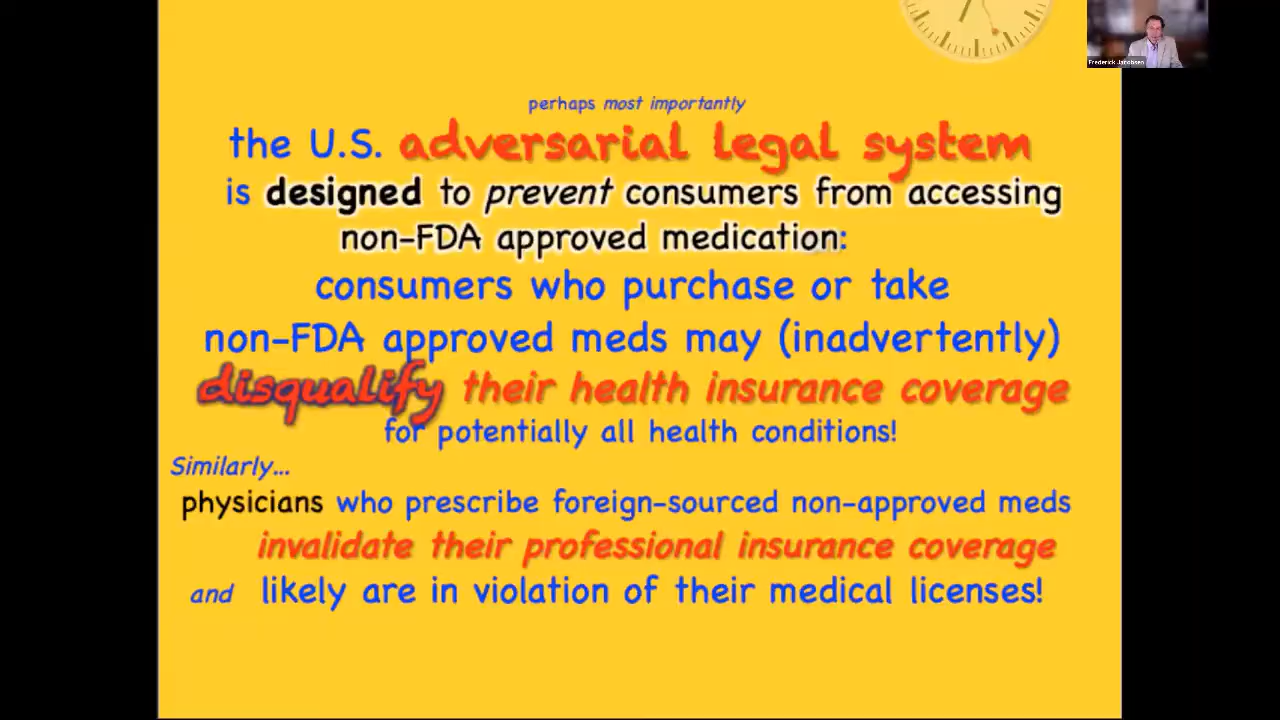 Frederick Jacobsen
perhaps most importantly
the U.S. adversarial legal system
is designed to prevent consumers from accessing
non-FDA approved medication:
consumers who purchase or take
non-FDA approved meds may (inadvertently)
disqualify their health insurance coverage
for potentially all health conditions!
Similarly...
physicians who prescribe foreign-sourced non-approved meds
invalidate their professional insurance coverage
and likely are in violation of their medical licenses!